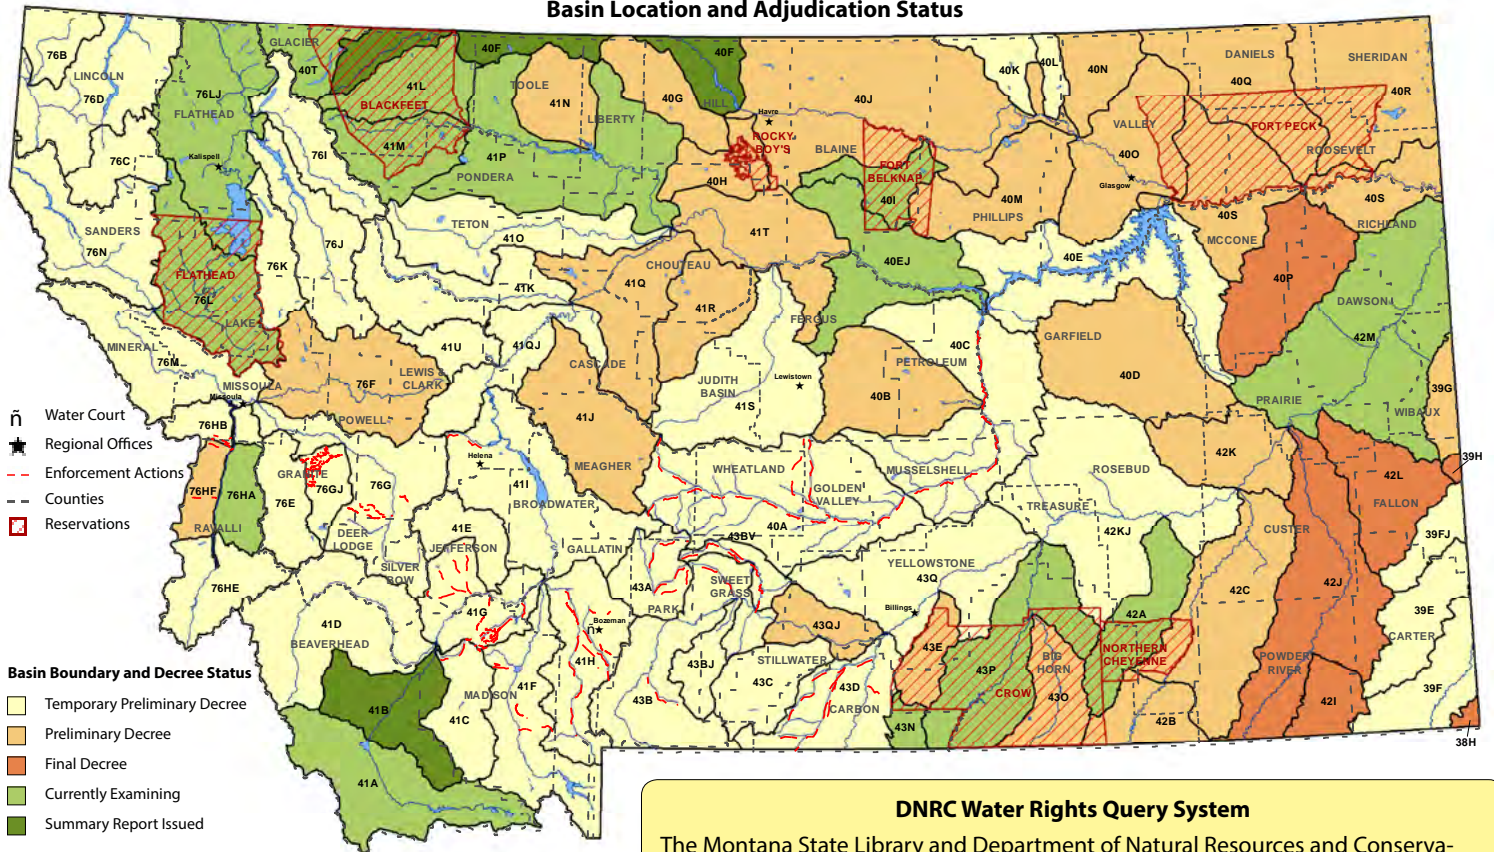 Basin Location and Adjudication Status
76B
LINCOLN
76D
76LJ
FLATHEAD
GLACIER
40T
41L
BLACKFEET
40F
TOOLE
41N
40G
40F
HILL
LIBERTY
Havre
40J
40K
40L
40N
DANIELS
40Q
SHERIDAN
40R
76C
Kalispell
76I
41M
41P
PONDERA
ROCKY
BOY'S
40H
BLAINE
FORT
BELKNAP
40I
VALLEY
40O
Glasgow
FORT PECK
ROOSEVELT
40S
40M
PHILLIPS
40S
MCCONE
RICHLAND
SANDERS
76N
76J
TETON
41O
41T
FLATHEAD
76L
LAKE
76K
41K
CHOUTEAU
41Q
41R
40EJ
FERGUS
40E
40P
DAWSON
42M
MINERAL
76M
MISSOULA
Missoula
41U
41QJ
CASCADE
LEWIS &
CLARK
76F
POWELL
JUDITH
BASIN
41S
Lewistown
40C
PETROLEUM
40B
GARFIELD
40D
PRAIRIE
39G
WIBAUX
ñ Water Court
Regional Offices
Enforcement Actions
Counties
Reservations
76HB
76HF
76HA
RAVALLI
GRANITE
76GJ
76E
76G
DEER
LODGE
SILVER
BOW
Helena
41I
BROADWATER
41J
MEAGHER
WHEATLAND
GOLDEN
VALLEY
MUSSELSHELL
40A
43BV
ROSEBUD
TREASURE
42KJ
42K
CUSTER
42L
FALLON
39H
39FJ
41E
JEFFERSON
GALLATIN
YELLOWSTONE
43Q
Billings
76HE
41D
BEAVERHEAD
41G
Bozeman
ñ
41H
43A
PARK
SWEET
GRASS
43QJ
43BJ
STILLWATER
43C
43B
43D
CARBON
43E
43P
CROW
43N
BIG
HORN
43O
42A
NORTHERN
CHEYENNE
42B
42C
42J
POWDER
RIVER
42I
39E
CARTER
39F
38H
41B
41C
MADISON
41F
41A
Basin Boundary and Decree Status
Temporary Preliminary Decree
Preliminary Decree
Final Decree
Currently Examining
Summary Report Issued
DNRC Water Rights Query System
The Montana State Library and Department of Natural Resources and Conserva-